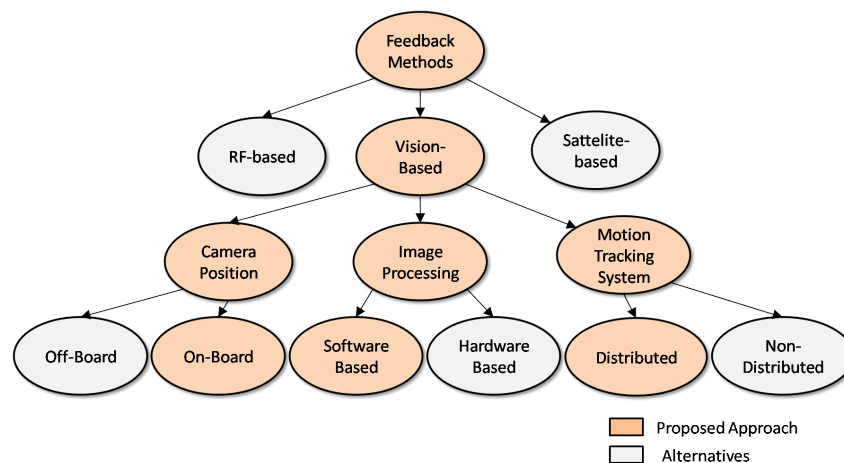 Feedback
Methods
RF-based
Vision-
Based
Sattelite-
based
Camera
Position
Image
Processing
Motion
Tracking
System
Off-Board
On-Board
Software
Based
Hardware
Based
Distributed
Non-
Distributed
Proposed Approach
Alternatives